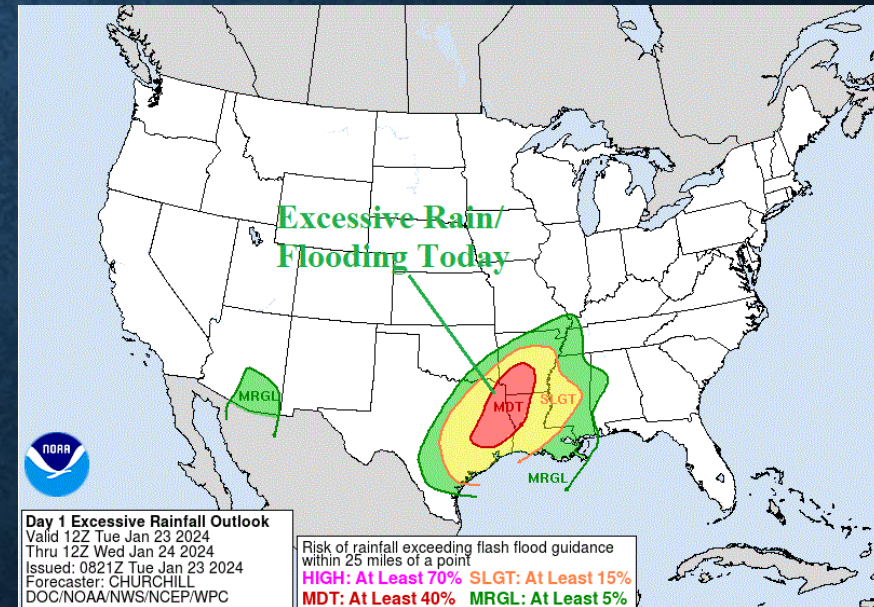 Excessive Rain/
Flooding Today
MRGL
MDT
SLGT
MRGL
NOAA
Day 1 Excessive Rainfall Outlook
Valid 12Z Tue Jan 23 2024
Thru 12Z Wed Jan 24 2024
Issued: 0821Z Tue Jan 23 2024
Forecaster: CHURCHILL
DOC/NOAA/NWS/NCEP/WPC
Risk of rainfall exceeding flash flood guidance
within 25 miles of a point
HIGH: At Least 70% SLGT: At Least 15%
MDT: At Least 40% MRGL: At Least 5%